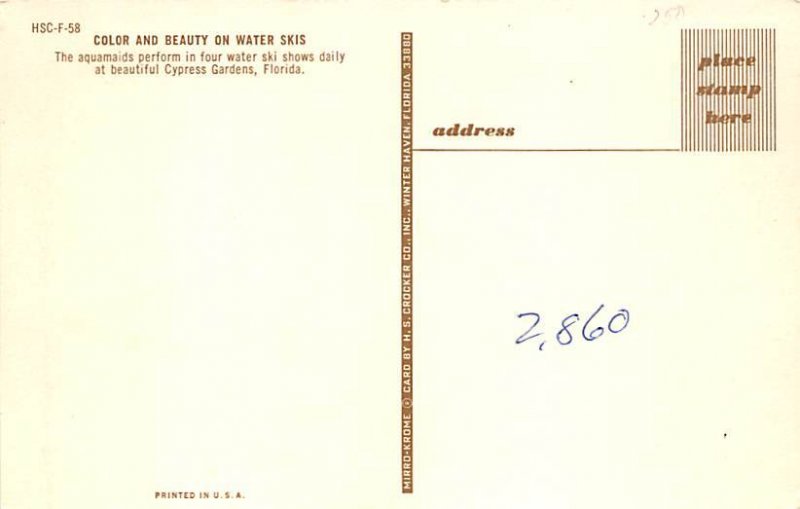 HSC-F-58
COLOR AND BEAUTY ON WATER SKIS
The aquamaids perform in four water ski shows daily
at beautiful Cypress Gardens, Florida.
MIRRO-KROME © CARD BY H. S. CROCKER CO., INC., WINTER HAVEN, FLORIDA 33880
place
stamp
here
address
2,860
PRINTED IN U.S.A.